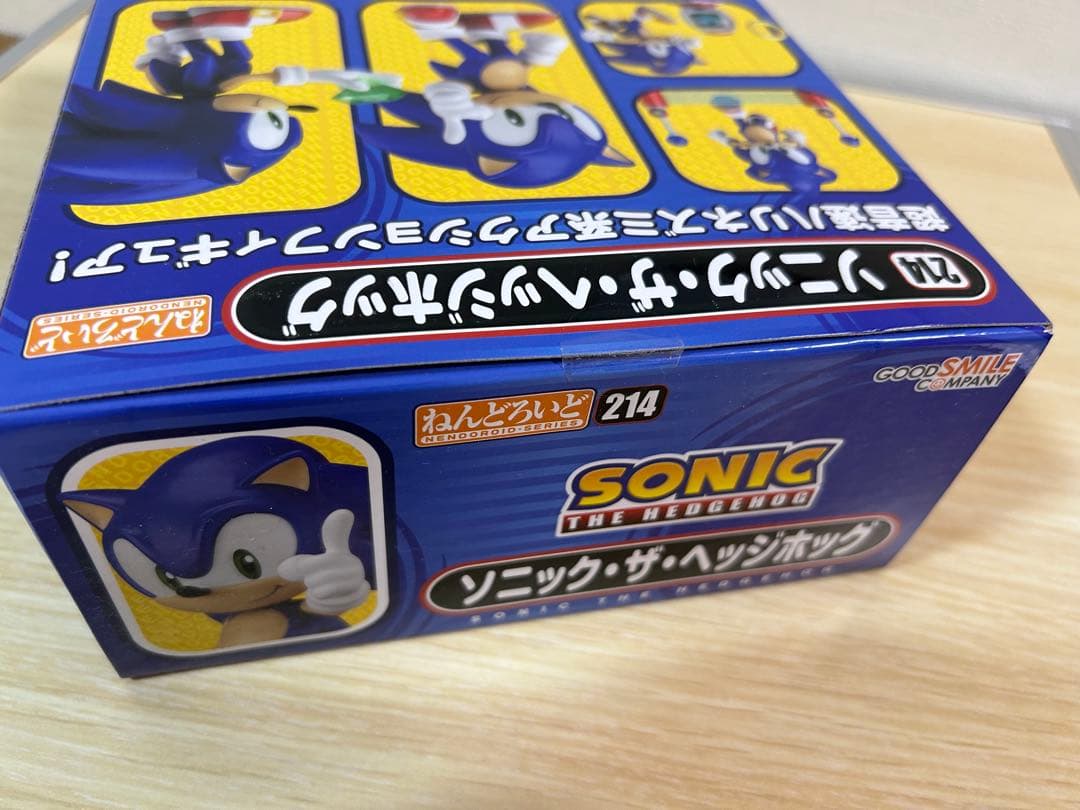 超音速ハリネズミ系アクションフィギュア!
214 ソニック・ザ・ヘッジホッグ
ねんどろいど
NENDOROID-SERIES
GOOD SMILE
COMPANY
ねんどろいど 214
NENDOROID-SERIES
SONIC
THE HEDGEHOG
ソニック・ザ・ヘッジホッグ
SONIC THE HEDGEHOG